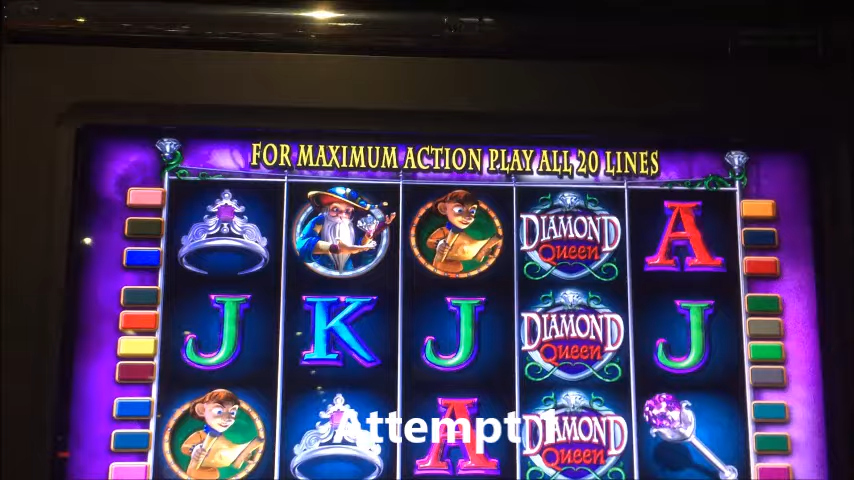 FOR MAXIMUM ACTION PLAY ALL 20 LINES
DIAMOND
Queen
A
J
K
J
DIAMOND
Queen
J
A
DIAMOND
Queen
Attempt 1